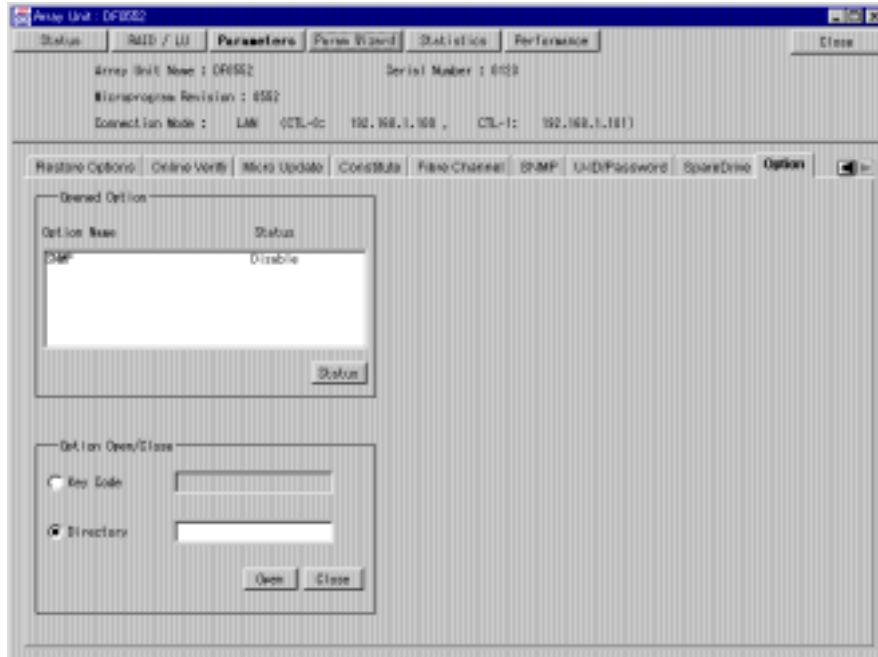 Array Unit : DF0552
Status RAID / LU Parameters Param Wizard Statistics Performance Close
Array Unit Name : DF0552 Serial Number : 0123
Microprogram Revision : 0552
Connection Mode : LAN (CTL-0: 192.168.1.100 , CTL-1: 192.168.1.101)
Restore Options Online Verify Micro Update Constitute Fibre Channel SNMP U-ID/Password SpareDrive Option
Opened Option
Option Name Status
SNMP Disable
Status
Option Open/Close
Key Code
Directory
Open Close